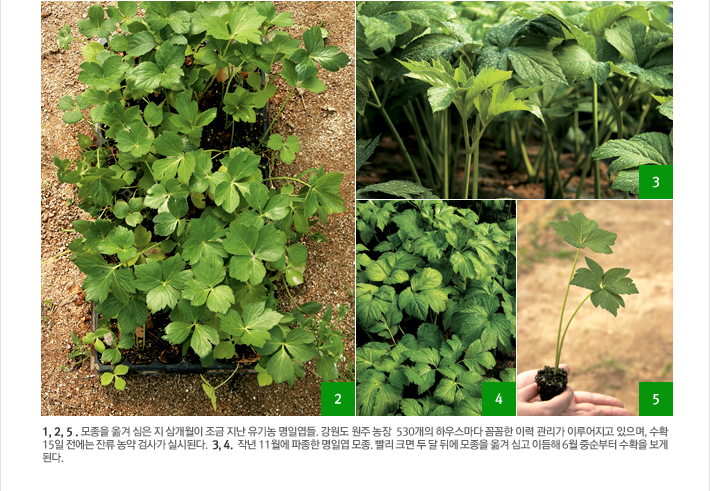 3
2
4
5
1, 2, 5 . 모종을 옮겨 심은 지 삼개월이 조금 지난 유기농 명일엽들. 강원도 원주 농장 530개의 하우스마다 꼼꼼한 이력 관리가 이루어지고 있으며, 수확
15일 전에는 잔류 농약 검사가 실시된다. 3, 4. 작년 11월에 파종한 명일엽 모종. 빨리 크면 두 달 뒤에 모종을 옮겨 심고 이듬해 6월 중순부터 수확을 보게
된다.